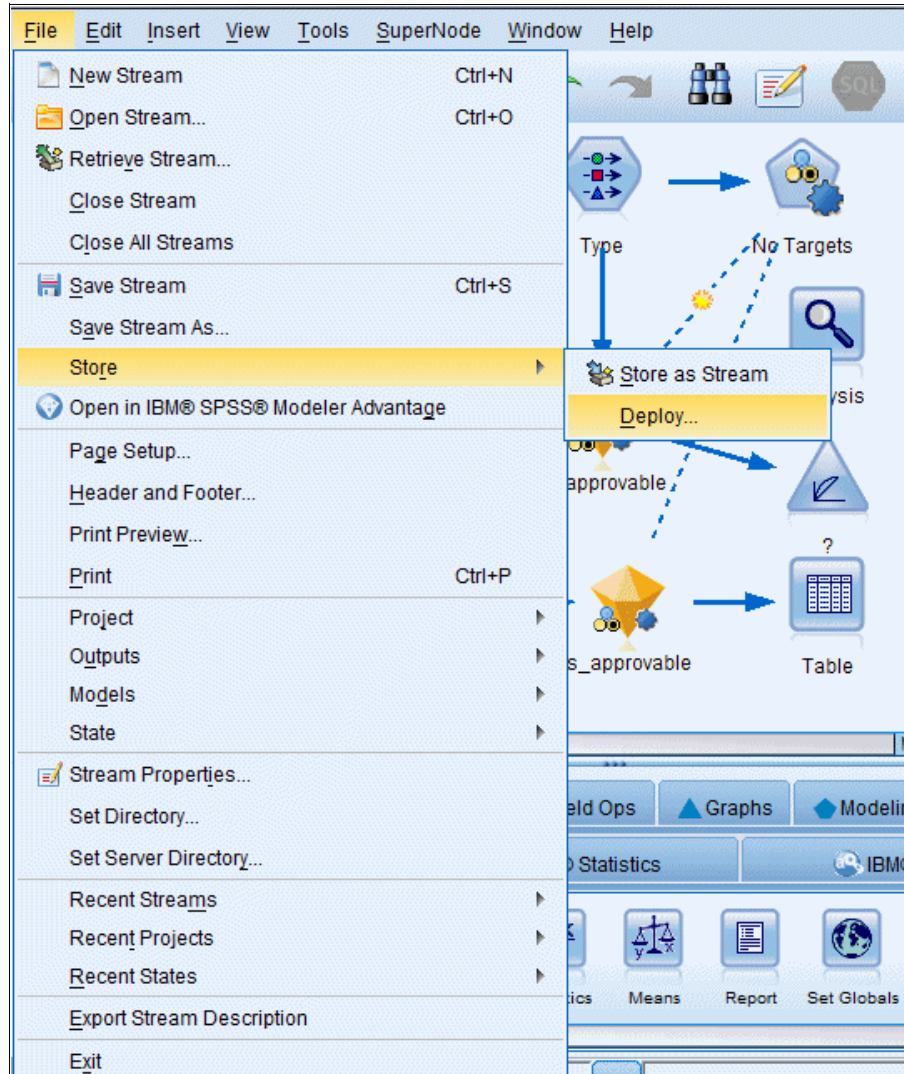 File Edit Insert View Tools SuperNode Window Help
New Stream Ctrl+N
Open Stream... Ctrl+O
Retrieve Stream...
Close Stream
Close All Streams
Save Stream Ctrl+S
Save Stream As...
Store
Open in IBM® SPSS® Modeler Advantage
Page Setup...
Header and Footer...
Print Preview...
Print Ctrl+P
Project
Outputs
Models
State
Stream Properties...
Set Directory...
Set Server Directory...
Recent Streams
Recent Projects
Recent States
Export Stream Description
Exit
Store as Stream
Deploy...
SQL
Type
No Targets
ysis
approvable
?
s_approvable
Table
eld Ops
Graphs
Modelin
Statistics
IBM®
tics
Means
Report
Set Globals